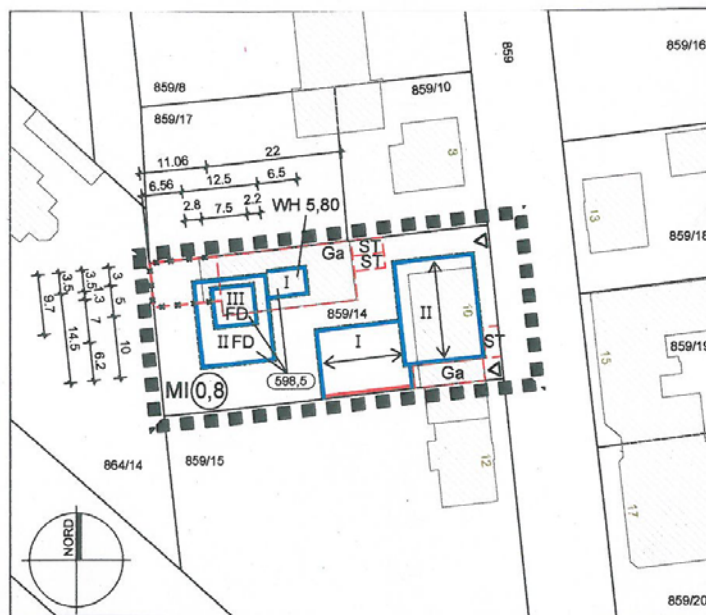 859/8
859/17
859/10
859
859/16
9
11.06
22
6.56
12.5
6.5
2.8
7.5
2.2
WH 5,80
13
859/18
Ga
ST
ST
I
III
FD
II FD
859/14
598,5
I
II
10
ST
Ga
3.5
3.5
3
9.7
1.3
5
14.5
7
6.2
10
MI 0,8
15
859/19
864/14
859/15
12
17
NORD
859/20